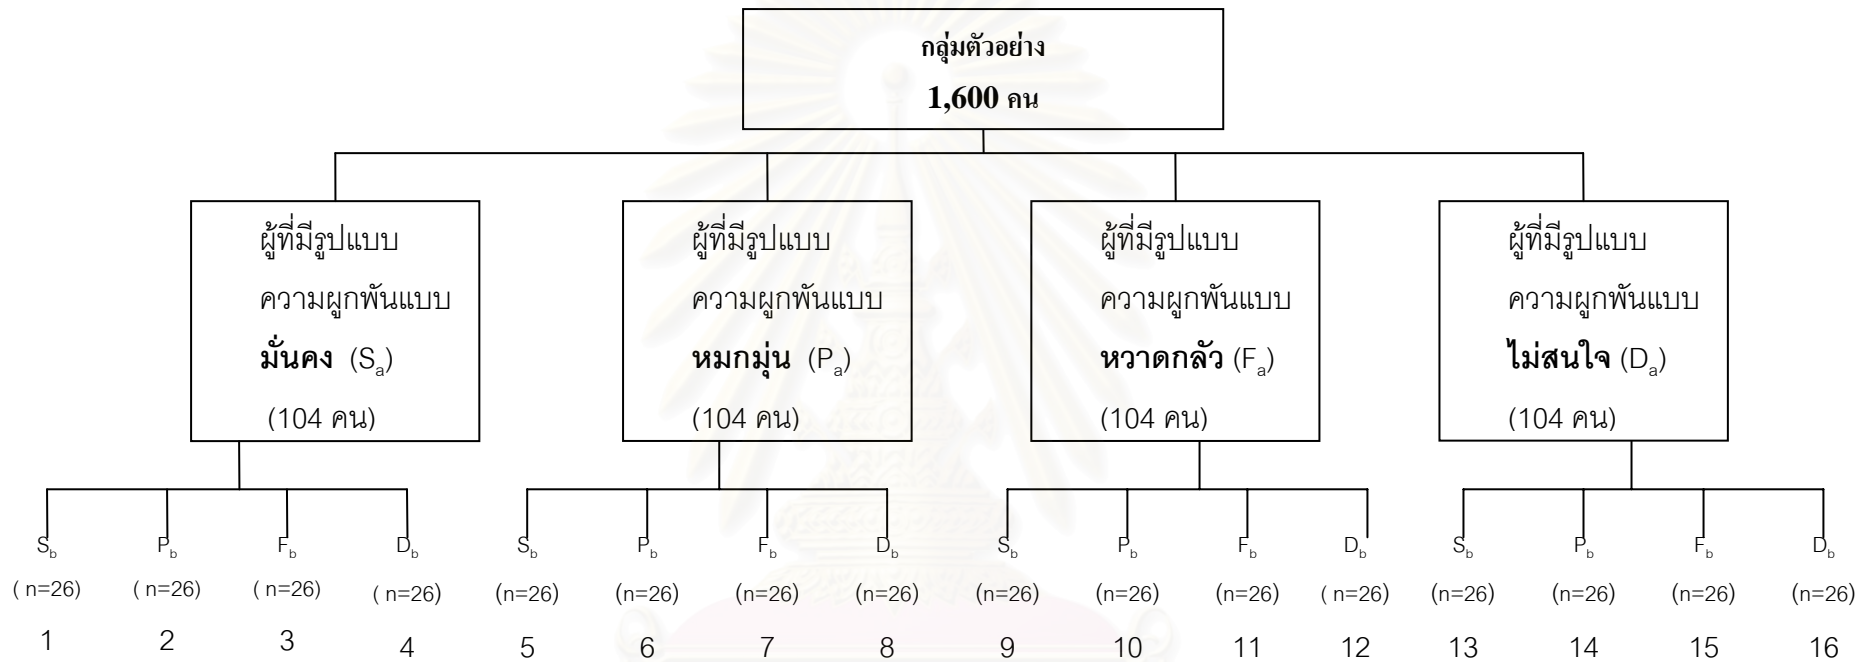 กลุ่มตัวอย่าง
1,600 คน
ผู้ที่มีรูปแบบ
ความผูกพันแบบ
มั่นคง (Sa)
(104 คน)
ผู้ที่มีรูปแบบ
ความผูกพันแบบ
หมกมุ่น (Pa)
(104 คน)
ผู้ที่มีรูปแบบ
ความผูกพันแบบ
หวาดกลัว (Fa)
(104 คน)
ผู้ที่มีรูปแบบ
ความผูกพันแบบ
ไม่สนใจ (Da)
(104 คน)
Sb Pb Fb Db Sb Pb Fb Db Sb Pb Fb Db Sb Pb Fb Db
( n=26) ( n=26) ( n=26) ( n=26) (n=26) (n=26) (n=26) (n=26) (n=26) (n=26) (n=26) ( n=26) (n=26) (n=26) (n=26) (n=26)
1 2 3 4 5 6 7 8 9 10 11 12 13 14 15 16